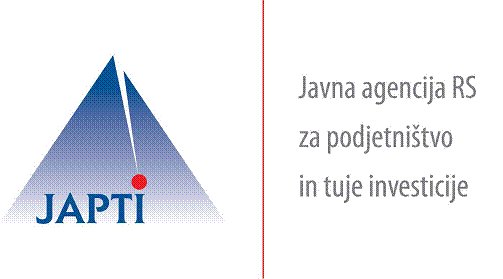 JAPTI
Javna agencija RS
za podjetništvo
in tuje investicije